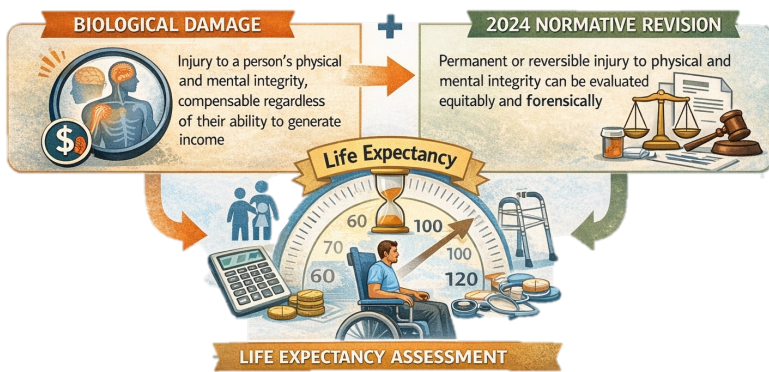 BIOLOGICAL DAMAGE
Injury to a person's physical
and mental integrity,
compensable regardless
of their ability to generate
income
$
+
2024 NORMATIVE REVISION
Permanent or reversible injury to physical and
mental integrity can be evaluated
equitably and forensically
Life Expectancy
60
100
70
100
60
120
LIFE EXPECTANCY ASSESSMENT